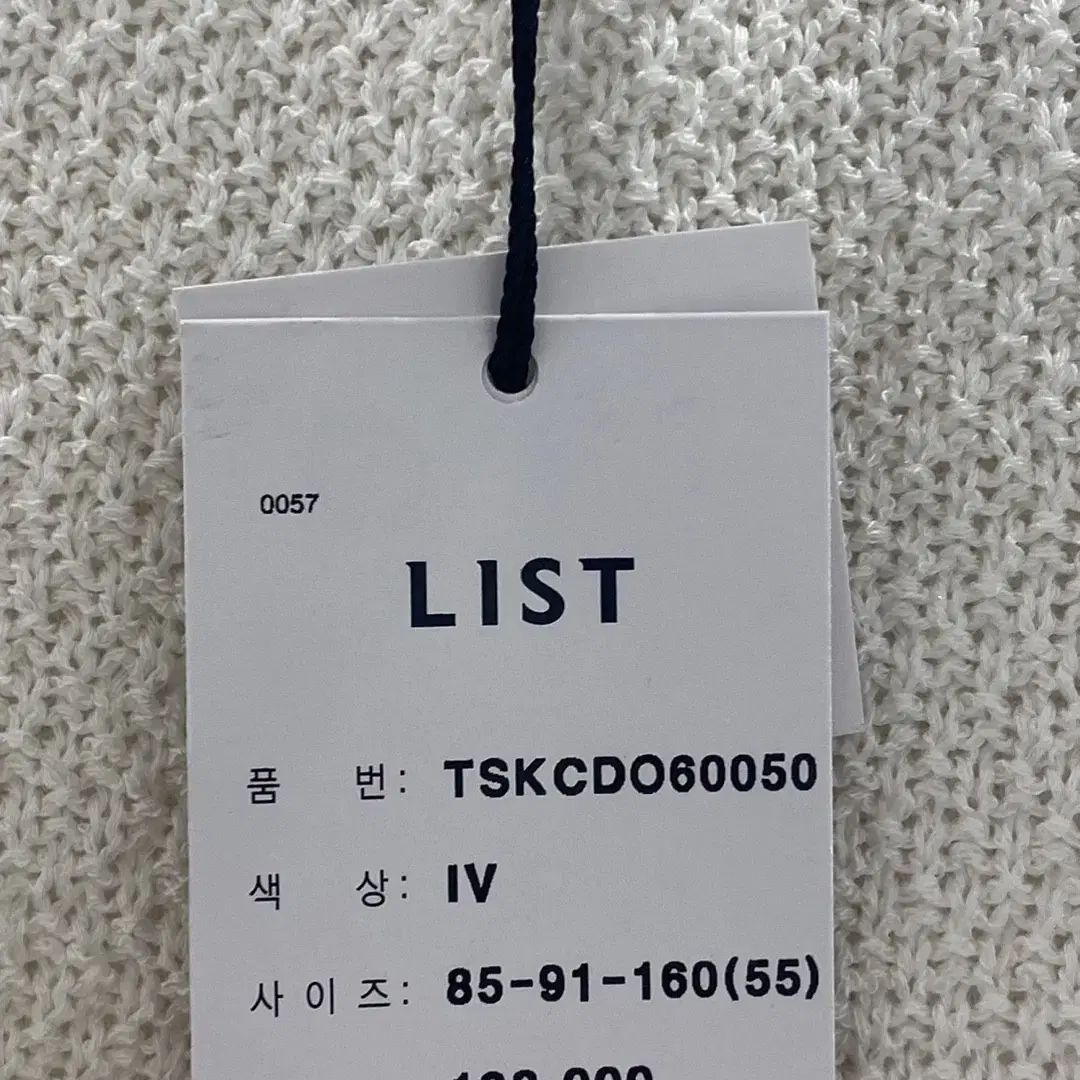 0057
LIST
품 번: TSKCDO60050
색 상: IV
사 이 즈: 85-91-160(55)